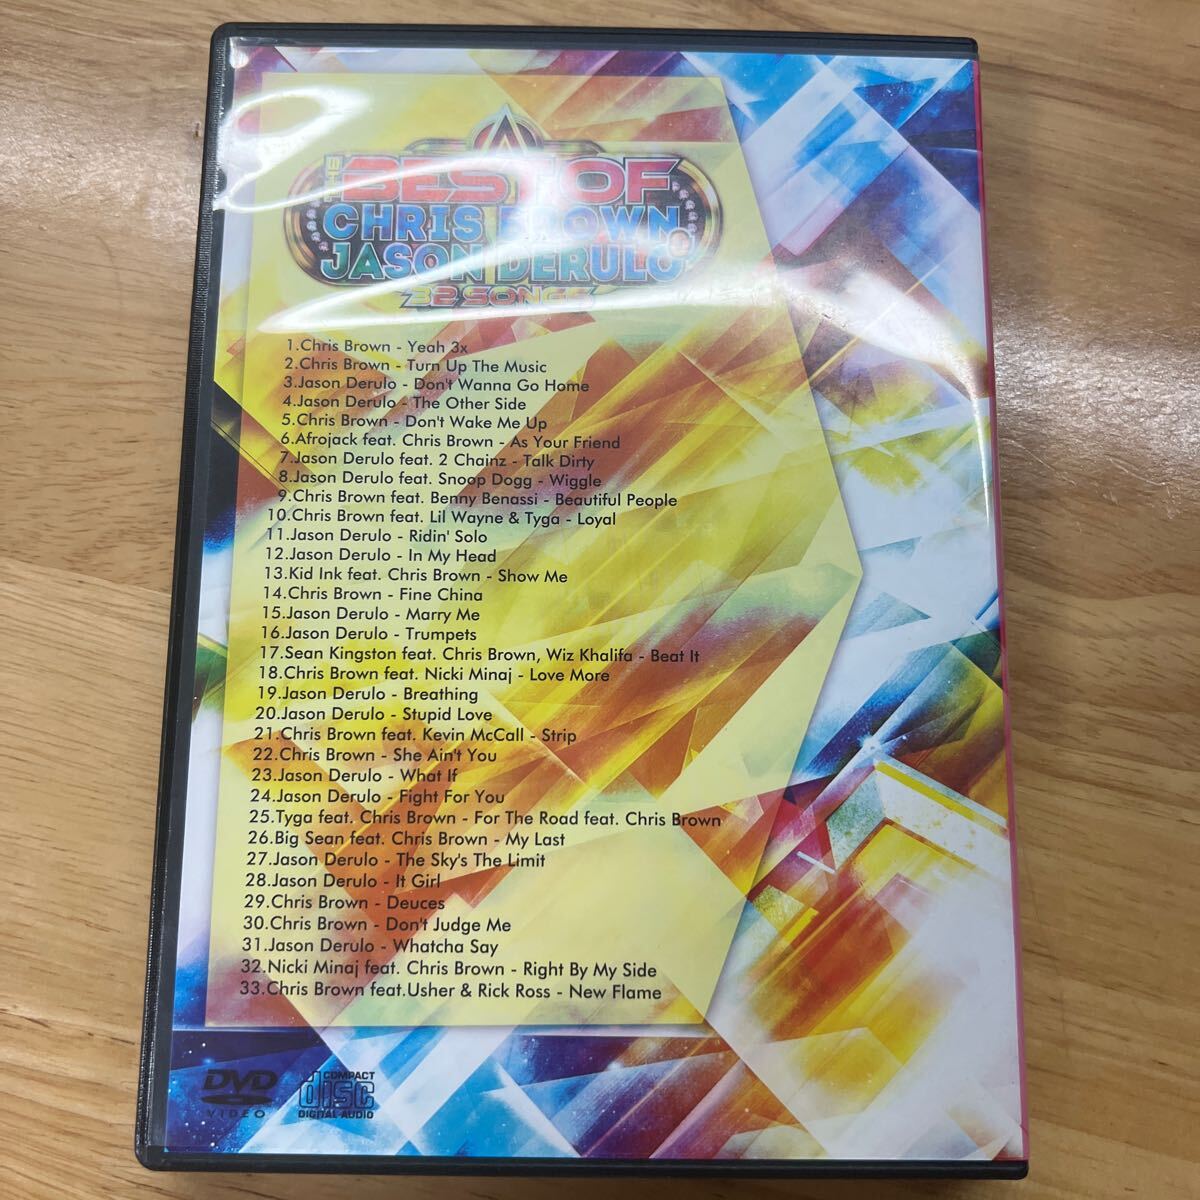 THE
BEST OF
CHRIS BROWN
JASON DERULO
32 SONGS
1.Chris Brown - Yeah 3x
2.Chris Brown - Turn Up The Music
3.Jason Derulo - Don't Wanna Go Home
4.Jason Derulo - The Other Side
5.Chris Brown - Don't Wake Me Up
6.Afrojack feat. Chris Brown - As Your Friend
7.Jason Derulo feat. 2 Chainz - Talk Dirty
8.Jason Derulo feat. Snoop Dogg - Wiggle
9.Chris Brown feat. Benny Benassi - Beautiful People
10.Chris Brown feat. Lil Wayne & Tyga - Loyal
11.Jason Derulo - Ridin' Solo
12.Jason Derulo - In My Head
13.Kid Ink feat. Chris Brown - Show Me
14.Chris Brown - Fine China
15.Jason Derulo - Marry Me
16.Jason Derulo - Trumpets
17.Sean Kingston feat. Chris Brown, Wiz Khalifa - Beat It
18.Chris Brown feat. Nicki Minaj - Love More
19.Jason Derulo - Breathing
20.Jason Derulo - Stupid Love
21.Chris Brown feat. Kevin McCall - Strip
22.Chris Brown - She Ain't You
23.Jason Derulo - What If
24.Jason Derulo - Fight For You
25.Tyga feat. Chris Brown - For The Road feat. Chris Brown
26.Big Sean feat. Chris Brown - My Last
27.Jason Derulo - The Sky's The Limit
28.Jason Derulo - It Girl
29.Chris Brown - Deuces
30.Chris Brown - Don't Judge Me
31.Jason Derulo - Whatcha Say
32.Nicki Minaj feat. Chris Brown - Right By My Side
33.Chris Brown feat.Usher & Rick Ross - New Flame
DVD
VIDEO
COMPACT
disc
DIGITAL AUDIO